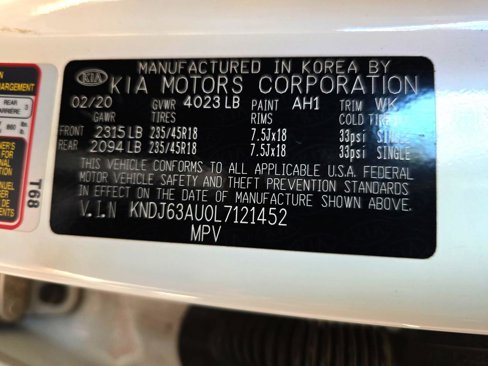 MANUFACTURED IN KOREA BY
KIA KIA MOTORS CORPORATION
02/20 GVWR 4023 LB PAINT AH1 TRIM WK
GAWR TIRES RIMS COLD TIRE
FRONT 2315 LB 235/45R18 7.5Jx18 33psi SINGLE
REAR 2094 LB 235/45R18 7.5Jx18 33psi SINGLE
THIS VEHICLE CONFORMS TO ALL APPLICABLE U.S.A. FEDERAL
MOTOR VEHICLE SAFETY AND THEFT PREVENTION STANDARDS
IN EFFECT ON THE DATE OF MANUFACTURE SHOWN ABOVE.
V.I.N KNDJ63AU0L7121452
MPV
REAR 3
T68